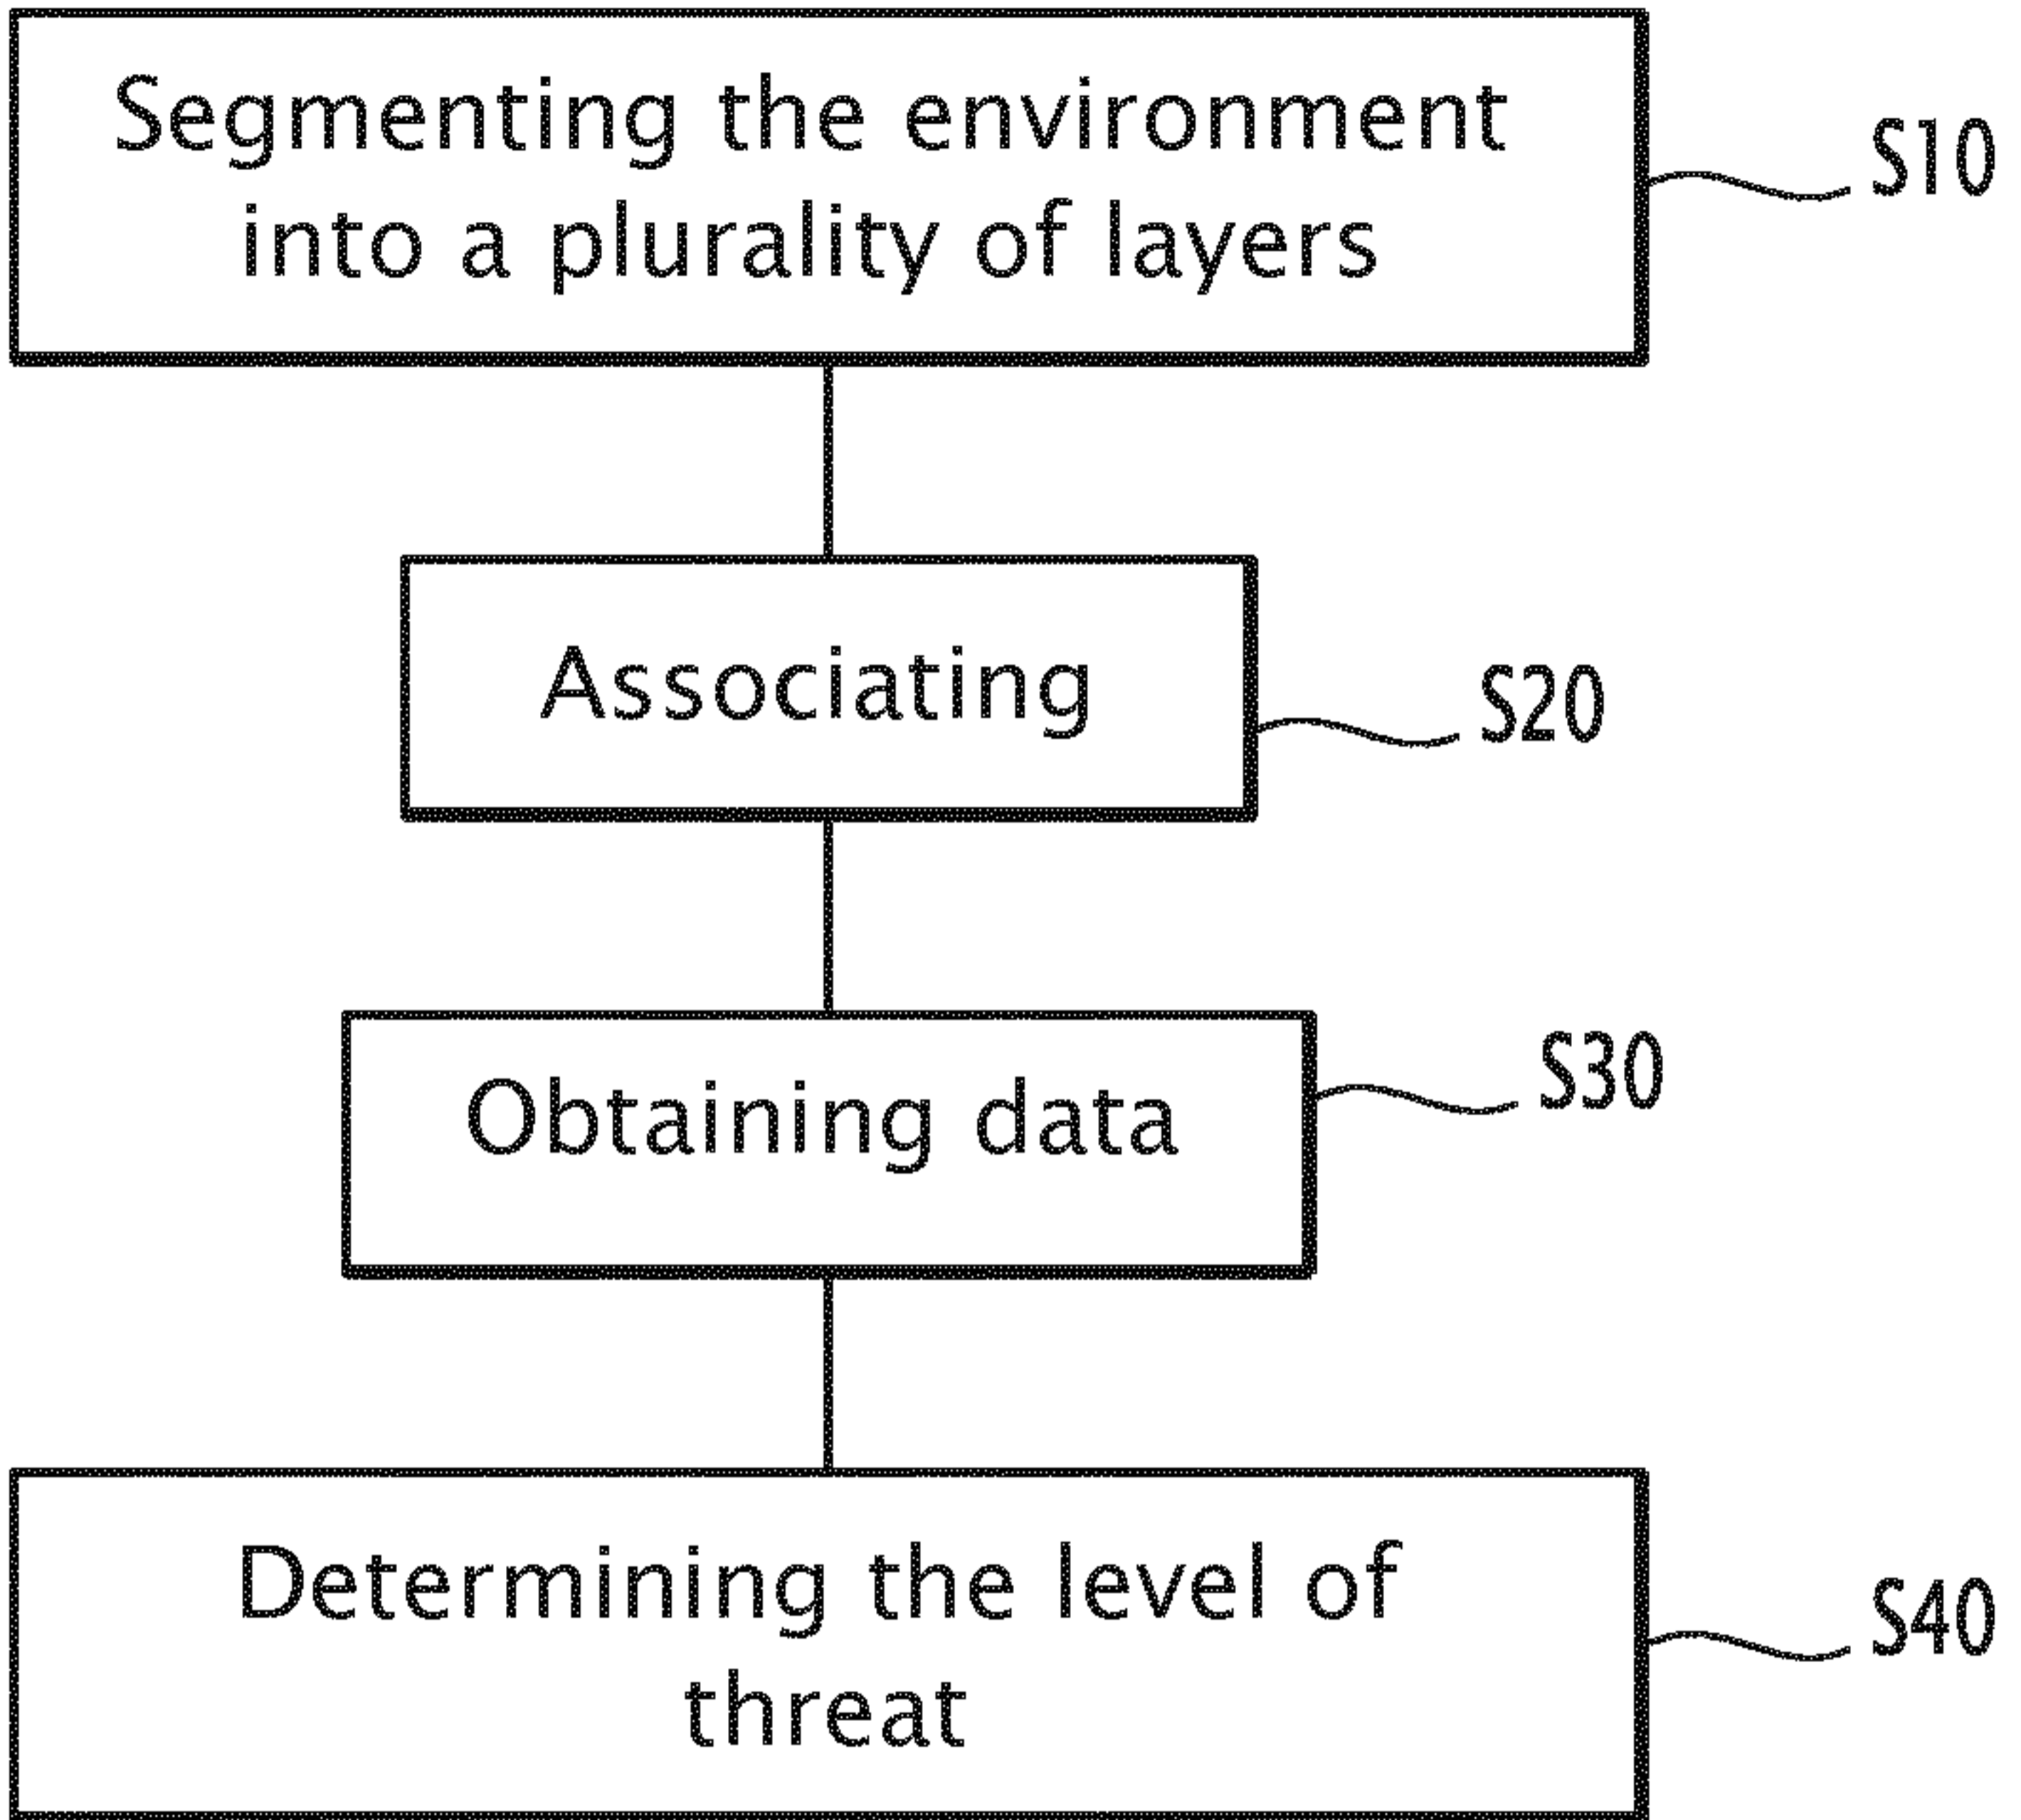 Segmenting the environment
into a plurality of layers
S10
Associating
S20
Obtaining data
S30
Determining the level of
threat
S40